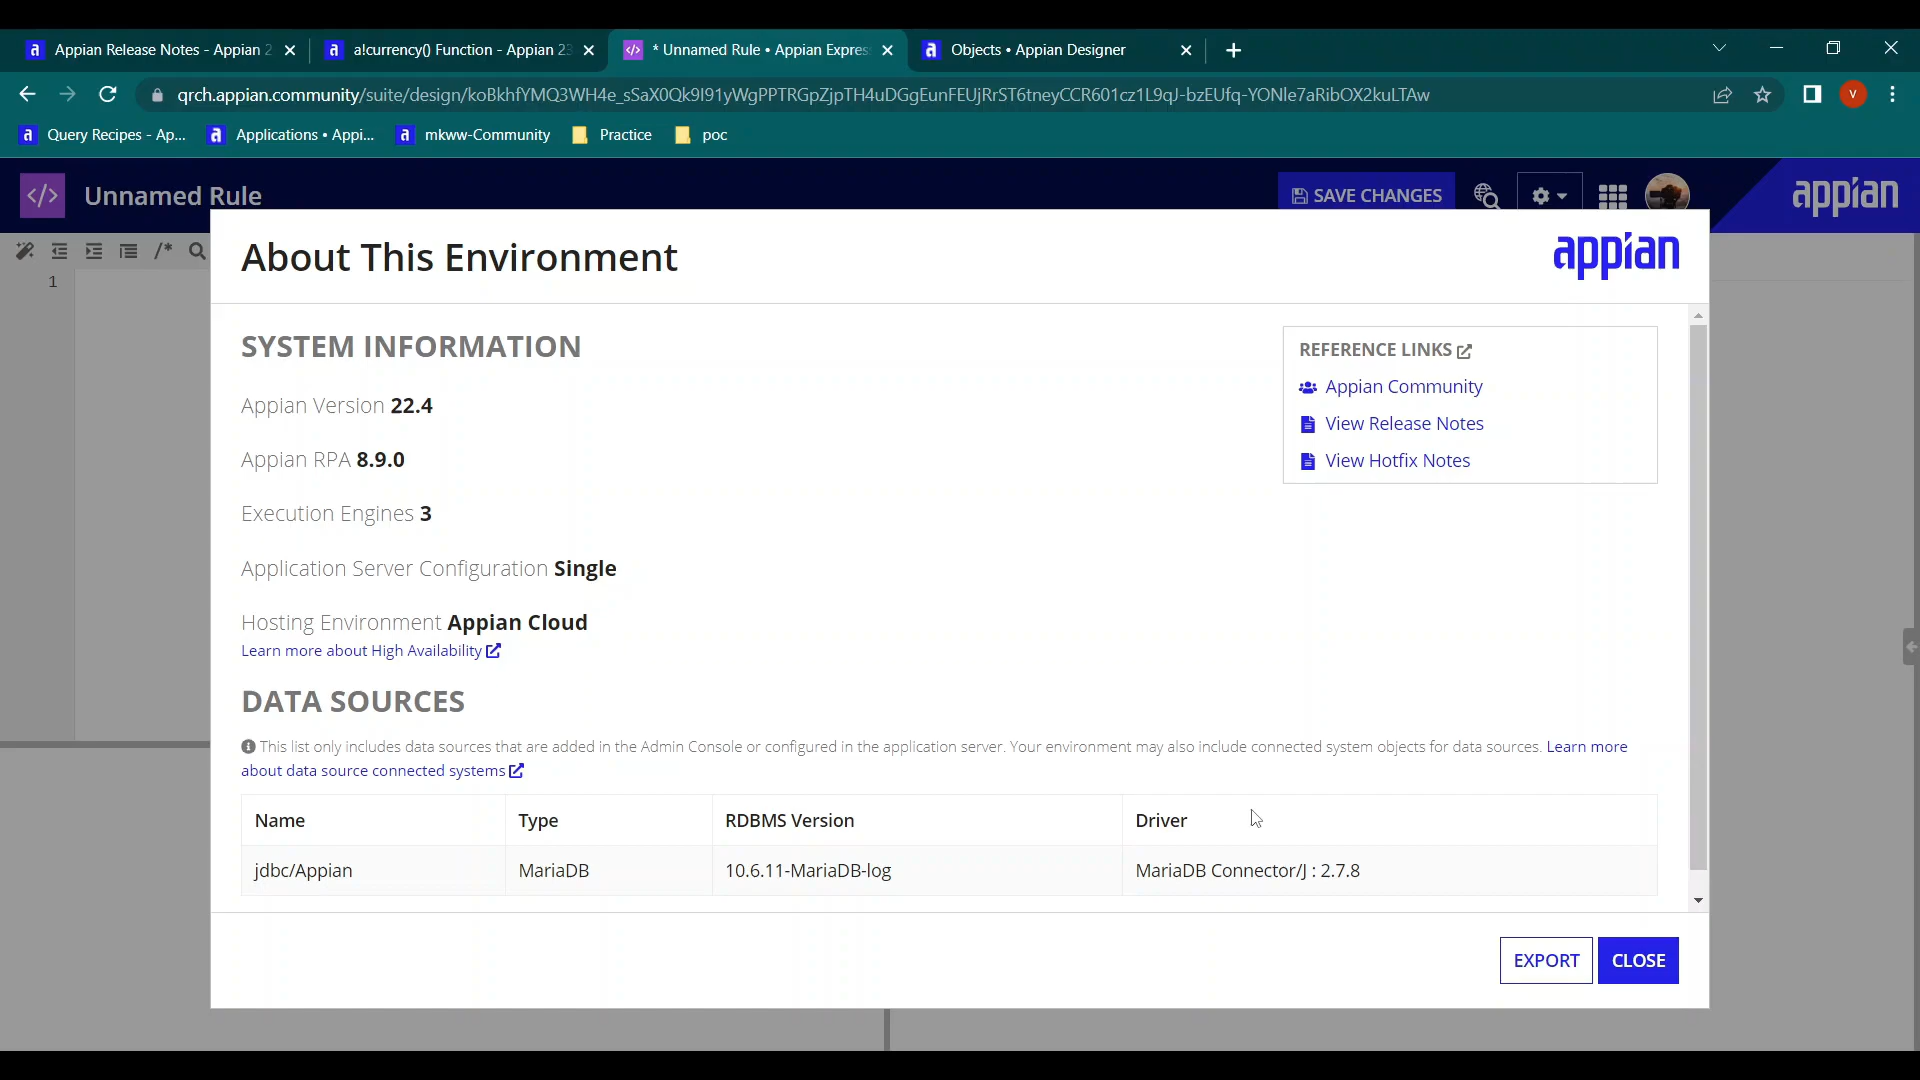 Appian Release Notes - Appian 2
a!currency() Function - Appian 23
* Unnamed Rule • Appian Expres
Objects • Appian Designer
qrch.appian.community/suite/design/koBkhfYMQ3WH4e_sSaX0Qk9I91yWgPPTRGpZjpTH4uDGgEunFEUjRrST6tneyCCR601cz1L9qJ-bzEUfq-YONle7aRibOX2kuLTAw
V
Query Recipes - Ap...
Applications • Appi...
mkww-Community
Practice
poc
Unnamed Rule
SAVE CHANGES
appian
1
About This Environment
appian
SYSTEM INFORMATION
Appian Version 22.4
Appian RPA 8.9.0
Execution Engines 3
Application Server Configuration Single
Hosting Environment Appian Cloud
Learn more about High Availability
REFERENCE LINKS
Appian Community
View Release Notes
View Hotfix Notes
DATA SOURCES
This list only includes data sources that are added in the Admin Console or configured in the application server. Your environment may also include connected system objects for data sources. Learn more
about data source connected systems
Name Type RDBMS Version Driver
jdbc/Appian MariaDB 10.6.11-MariaDB-log MariaDB Connector/J : 2.7.8
EXPORT CLOSE